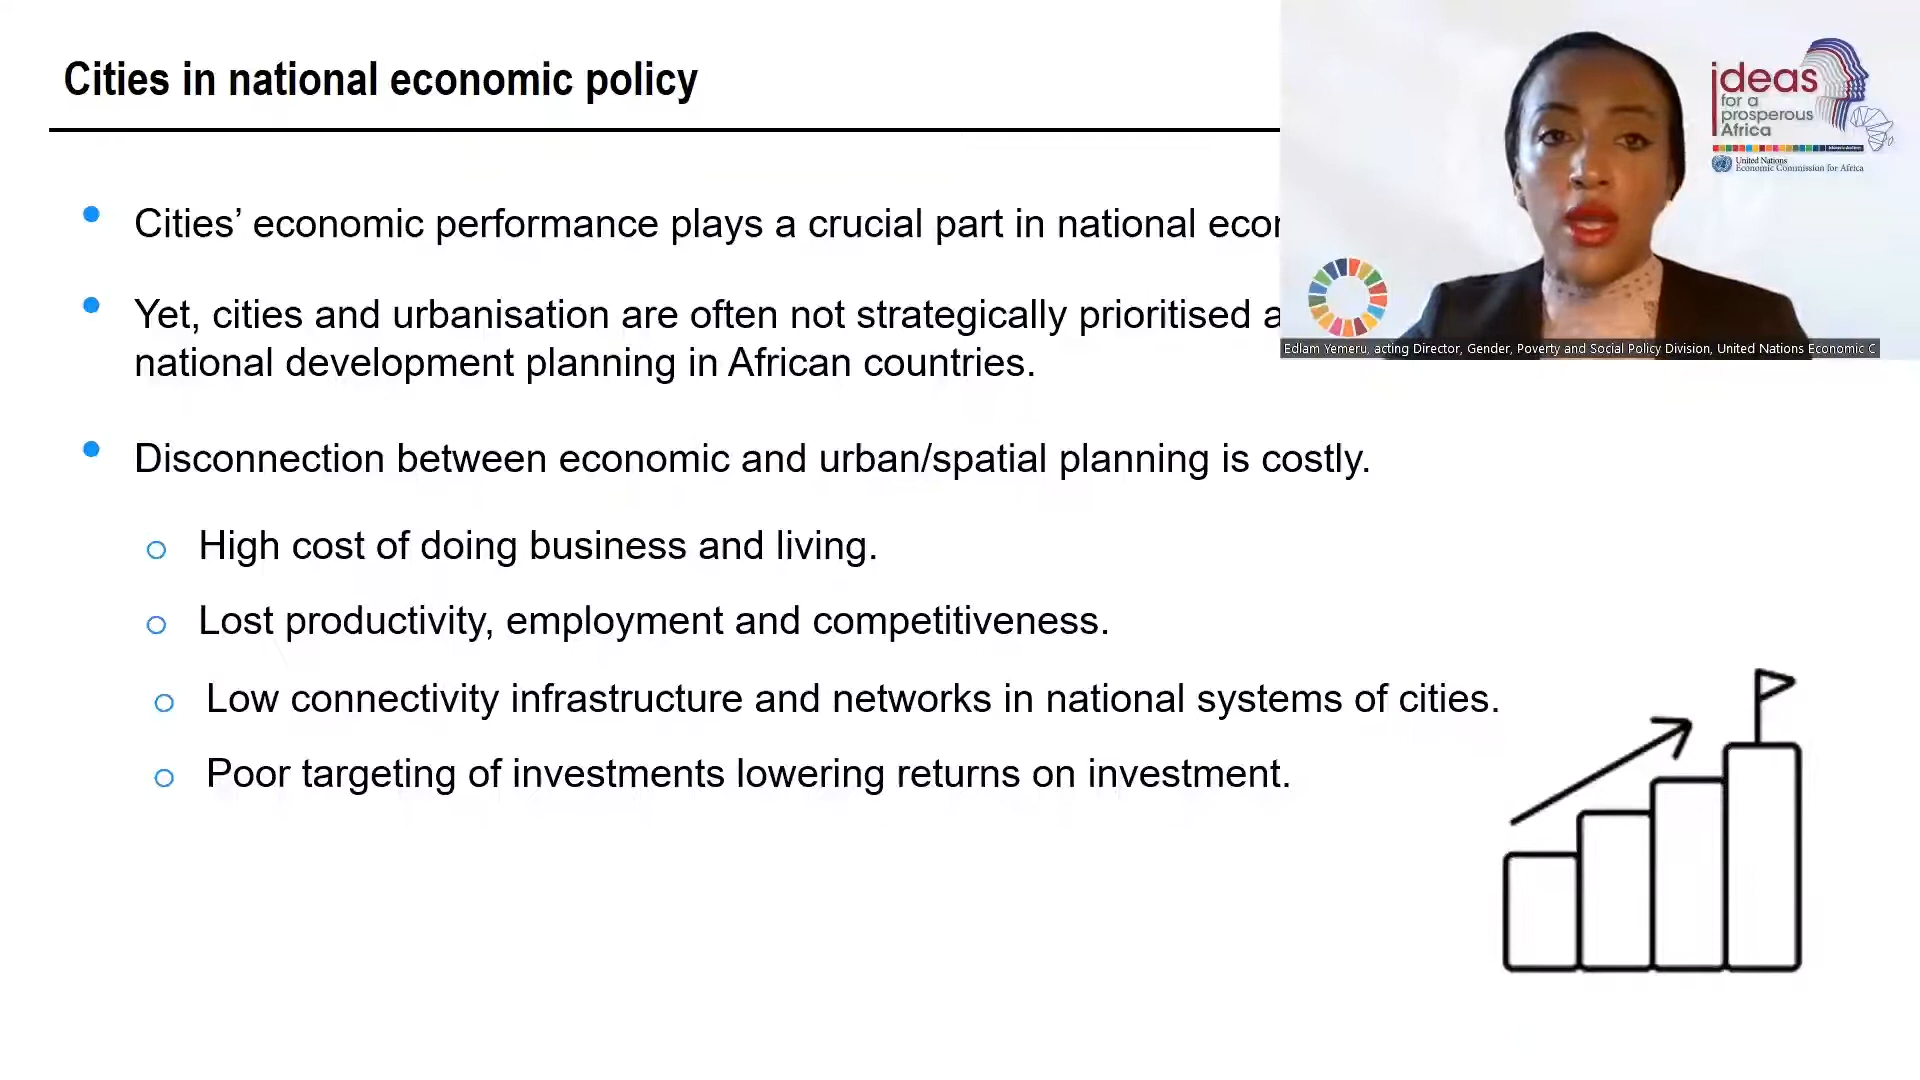 Cities in national economic policy
Cities’ economic performance plays a crucial part in national
Yet, cities and urbanisation are often not strategically prioritised
national development planning in African countries.
Disconnection between economic and urban/spatial planning is costly.
High cost of doing business and living.
Lost productivity, employment and competitiveness.
Low connectivity infrastructure and networks in national systems of cities.
Poor targeting of investments lowering returns on investment.
ideas
for a
prosperous
Africa
United Nations
Economic Commission for Africa
Edlam Yemeru, acting Director, Gender, Poverty and Social Policy Division, United Nations Economic C